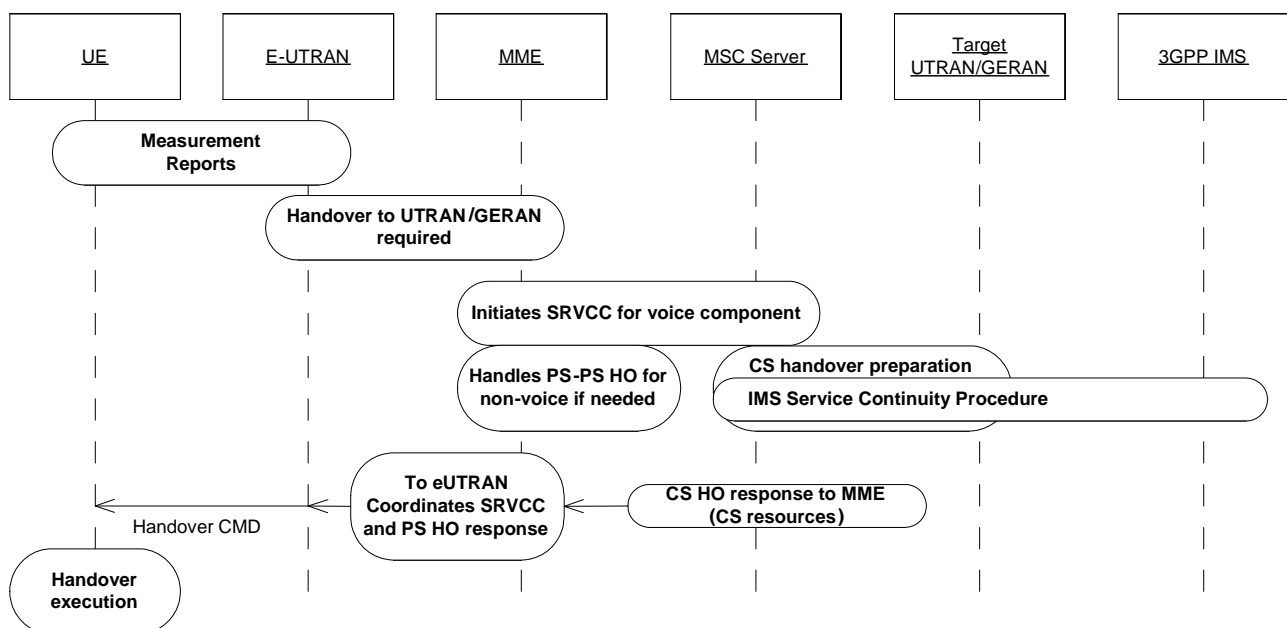 UE
E-UTRAN
MME
MSC Server
Target
UTRAN/GERAN
3GPP IMS
Measurement
Reports
Handover to UTRAN/GERAN
required
Initiates SRVCC for voice component
Handles PS-PS HO for
non-voice if needed
CS handover preparation
IMS Service Continuity Procedure
To eUTRAN
Coordinates SRVCC
and PS HO response
CS HO response to MME
(CS resources)
Handover CMD
Handover
execution